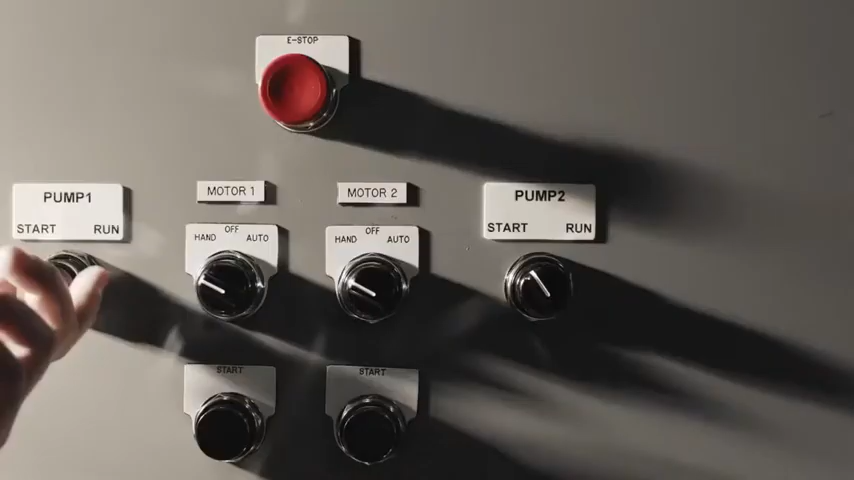 E-STOP
PUMP1
START RUN
MOTOR 1
OFF
HAND AUTO
MOTOR 2
OFF
HAND AUTO
PUMP2
START RUN
START
START